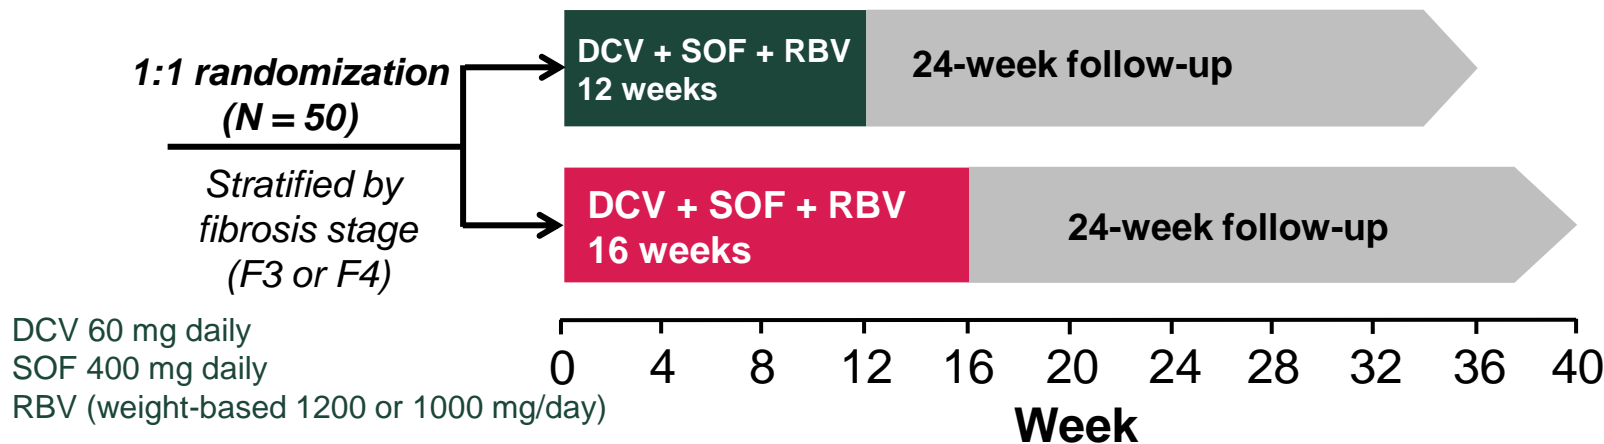 1:1 randomization
(N = 50)
Stratified by
fibrosis stage
(F3 or F4)
DCV + SOF + RBV
12 weeks
24-week follow-up
DCV + SOF + RBV
16 weeks
24-week follow-up
DCV 60 mg daily
SOF 400 mg daily
RBV (weight-based 1200 or 1000 mg/day)
0 4 8 12 16 20 24 28 32 36 40
Week